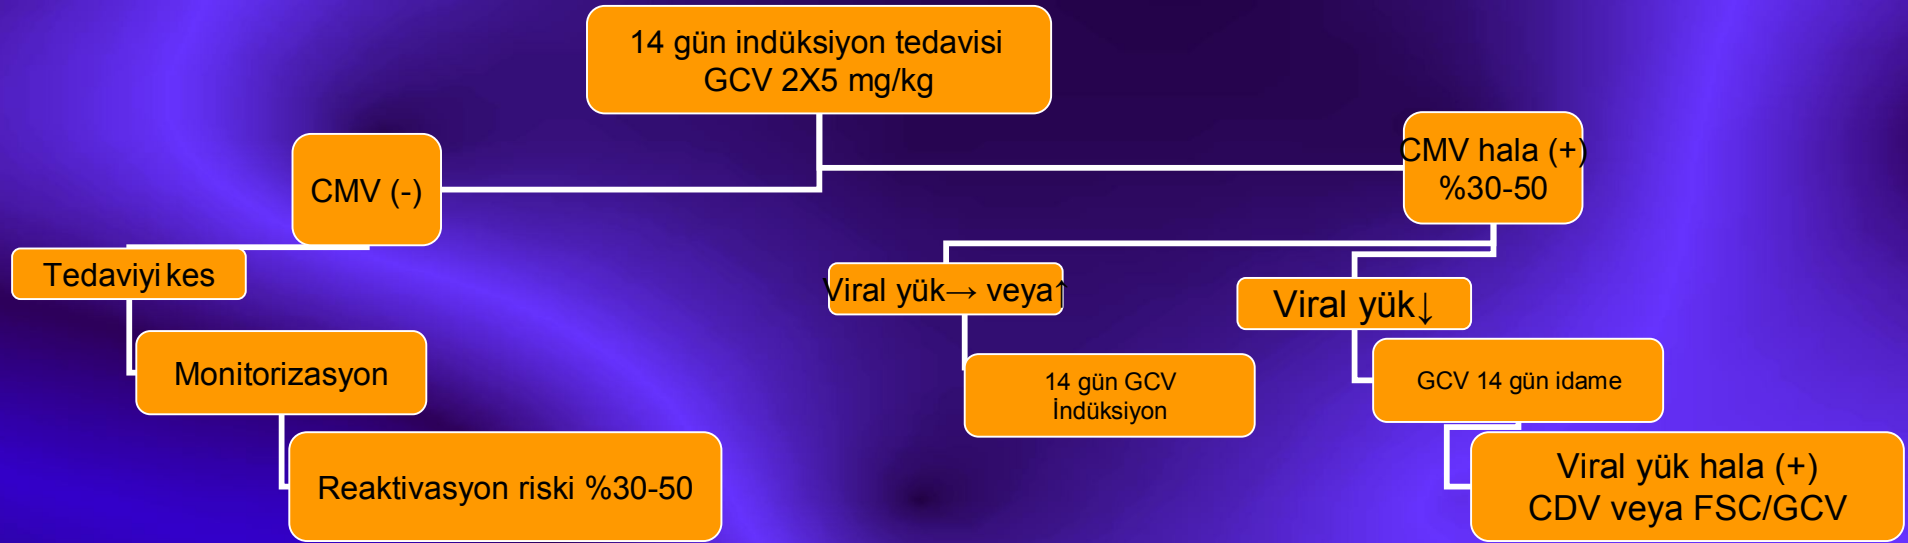 14 gün indüksiyon tedavisi
GCV 2X5 mg/kg
CMV (-)
CMV hala (+)
%30-50
Tedaviyi kes
Viral yük→ veya↑
Viral yük↓
Monitorizasyon
14 gün GCV
İndüksiyon
GCV 14 gün idame
Reaktivasyon riski %30-50
Viral yük hala (+)
CDV veya FSC/GCV